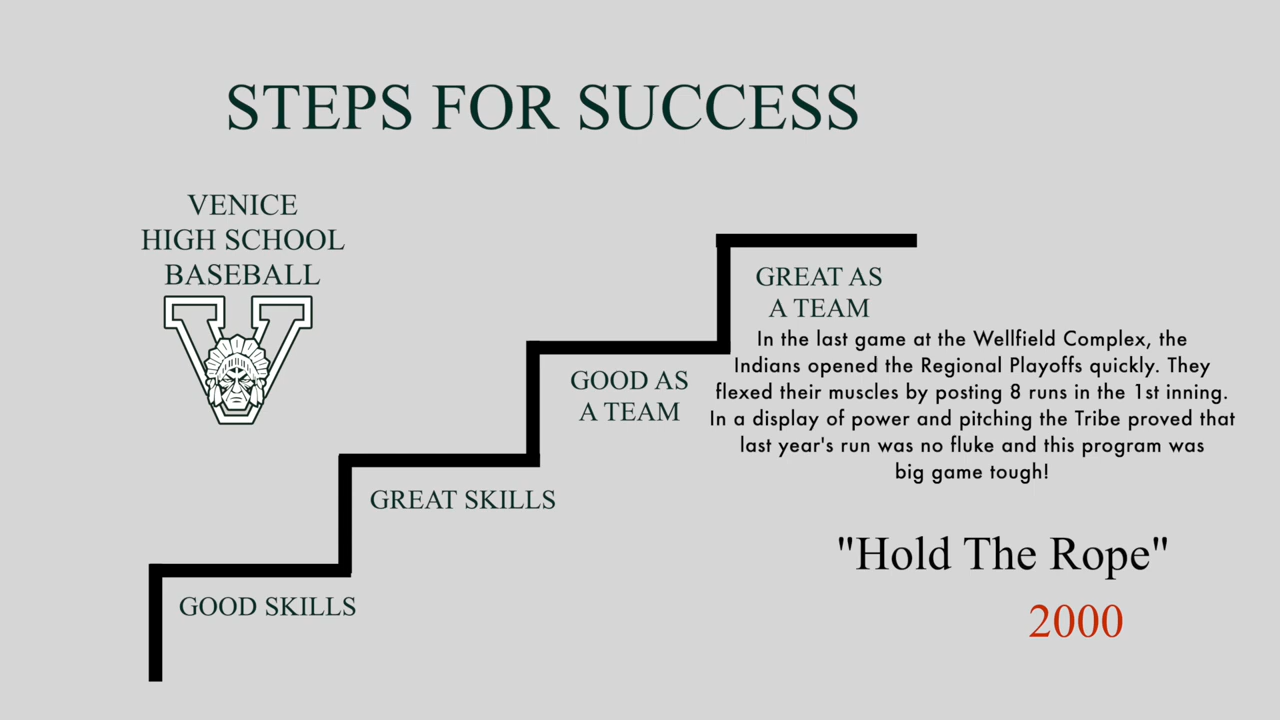 STEPS FOR SUCCESS
VENICE
HIGH SCHOOL
BASEBALL
GREAT AS
A TEAM
In the last game at the Wellfield Complex, the
Indians opened the Regional Playoffs quickly. They
flexed their muscles by posting 8 runs in the 1st inning.
In a display of power and pitching the Tribe proved that
last year's run was no fluke and this program was
big game tough!
GOOD AS
A TEAM
GREAT SKILLS
GOOD SKILLS
"Hold The Rope"
2000